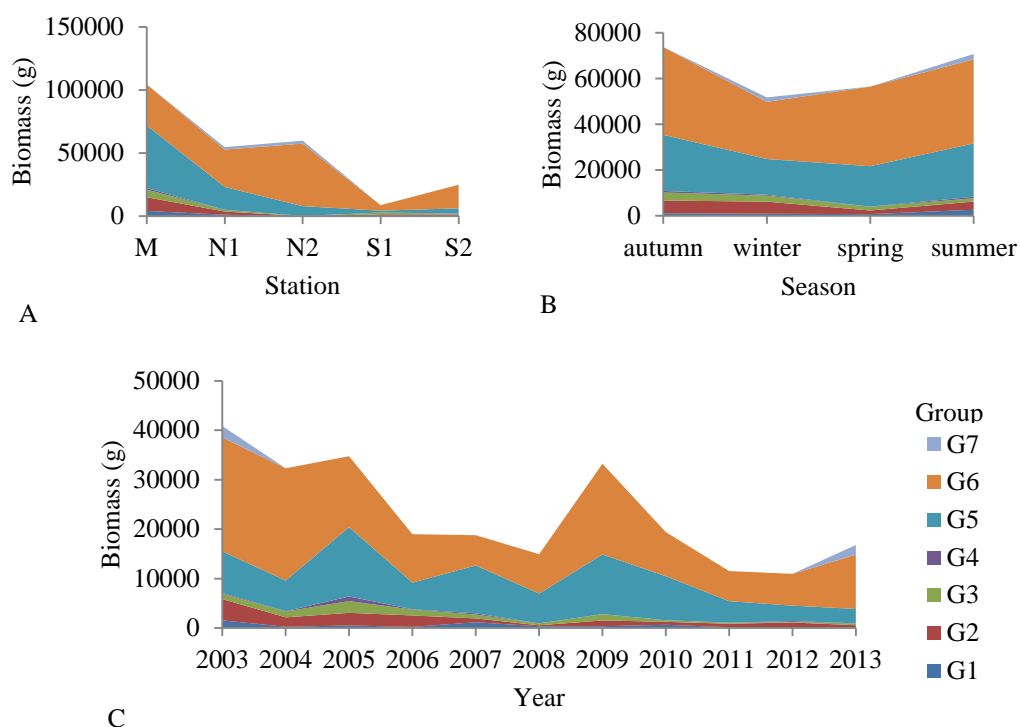 150000
100000
50000
0
Biomass (g)
M N1 N2 S1 S2
Station
A
80000
60000
40000
20000
0
Biomass (g)
autumn winter spring summer
Season
B
50000
40000
30000
20000
10000
0
Biomass (g)
2003 2004 2005 2006 2007 2008 2009 2010 2011 2012 2013
Year
C
Group
G7
G6
G5
G4
G3
G2
G1